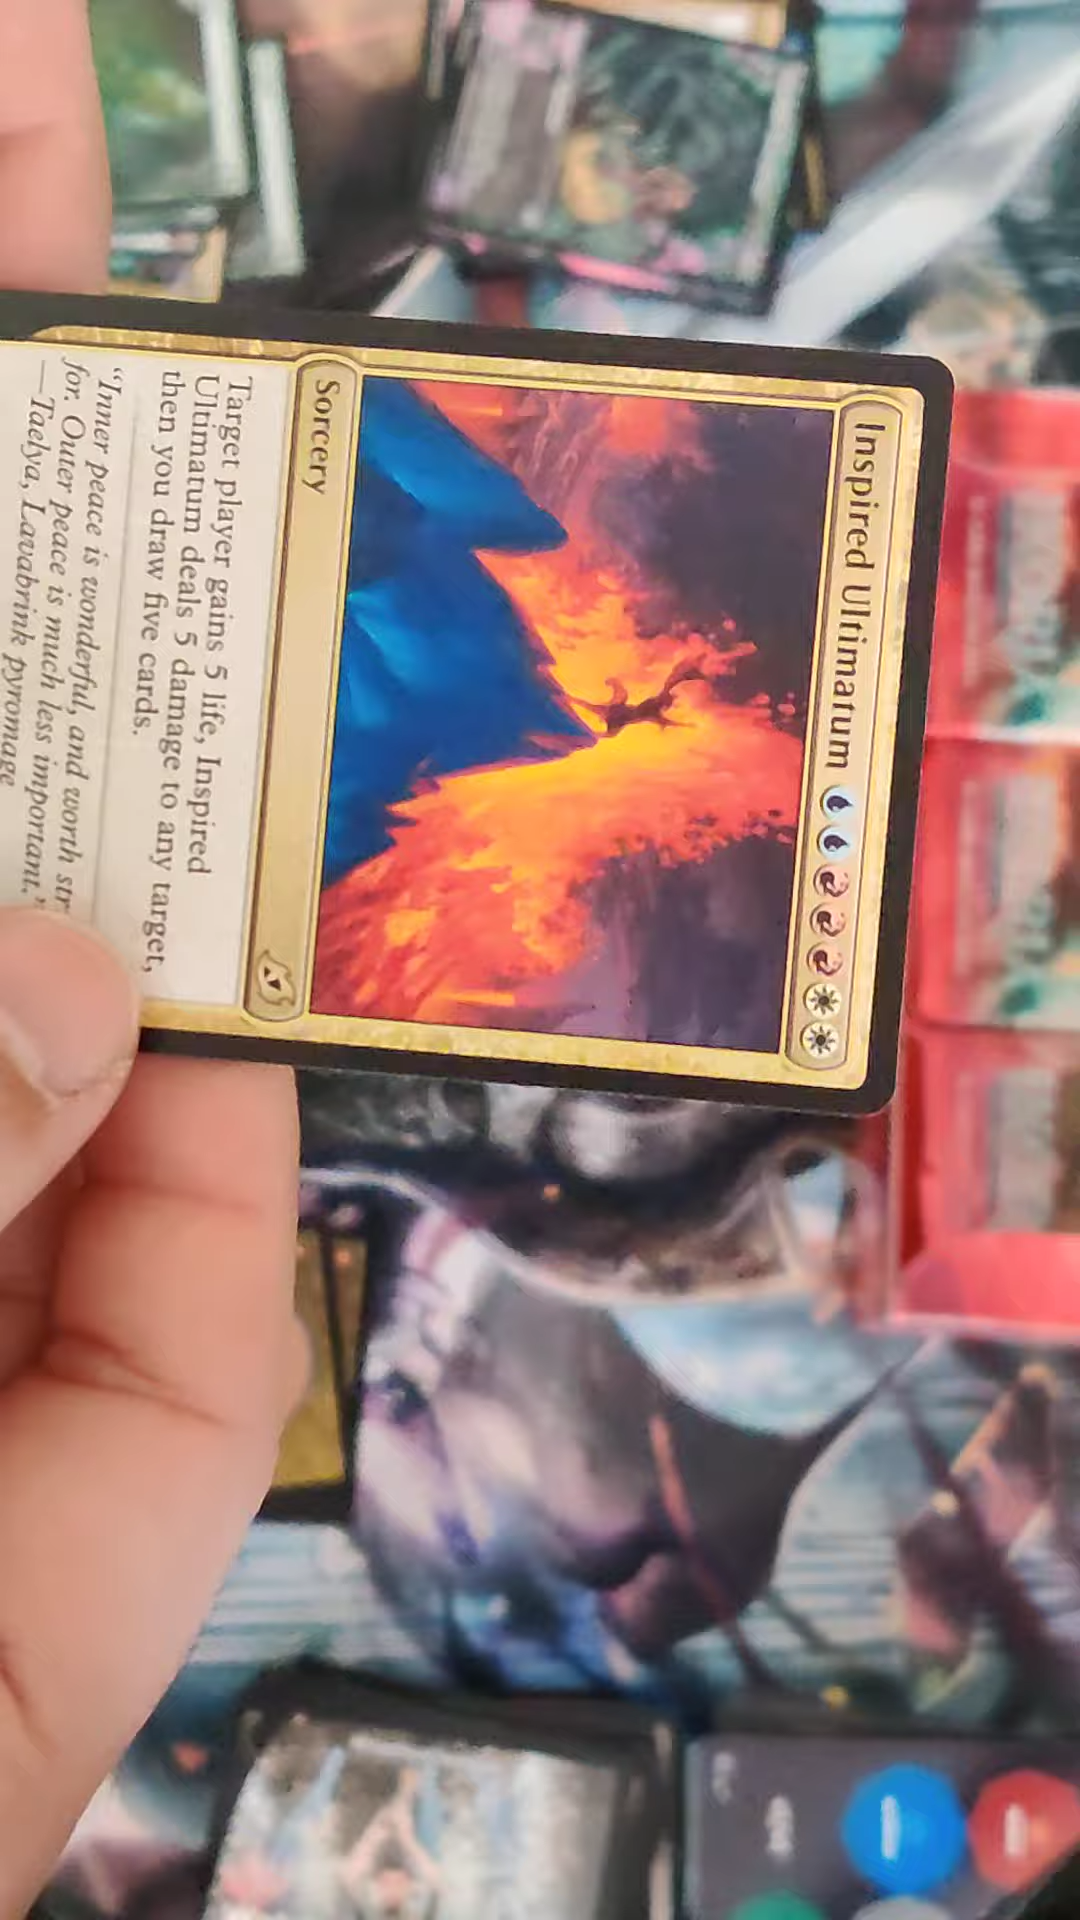 Inspired Ultimatum
Sorcery
Target player gains 5 life, Inspired
Ultimatum deals 5 damage to any target,
then you draw five cards.
“Inner peace is wonderful, and worth
for. Outer peace is much less important.”
—Taelya, Lavabrink pyromage